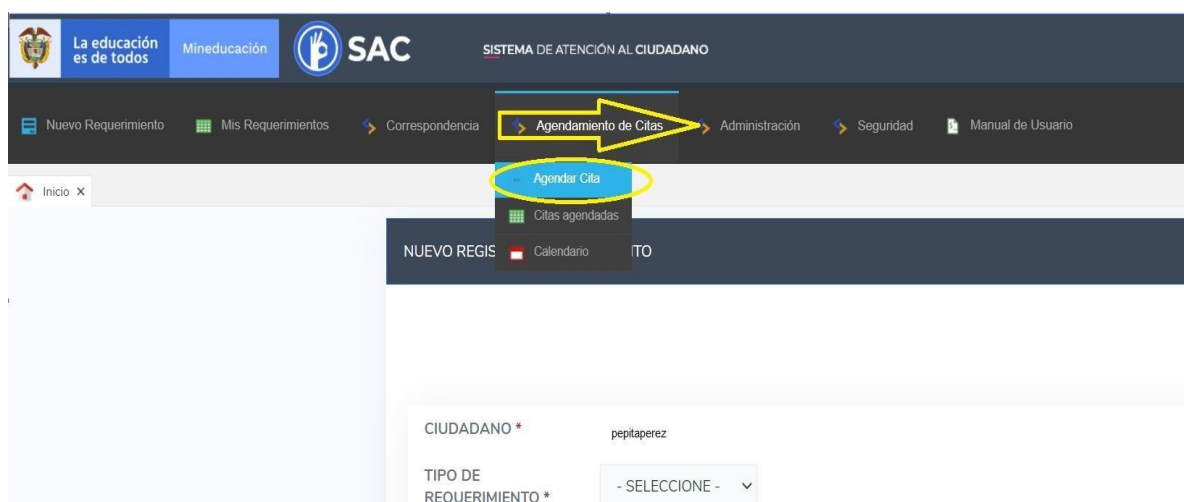 La educación
es de todos
Mineducación
SAC
SISTEMA DE ATENCIÓN AL CIUDADANO
Nuevo Requerimiento Mis Requerimientos Correspondencia Agendamiento de Citas Administración Seguridad Manual de Usuario
Inicio X
Agendar Cita
Citas agendadas
Calendario
NUEVO REGIS TO
CIUDADANO * pepitaperez
TIPO DE
REQUERIMIENTO * - SELECCIONE -